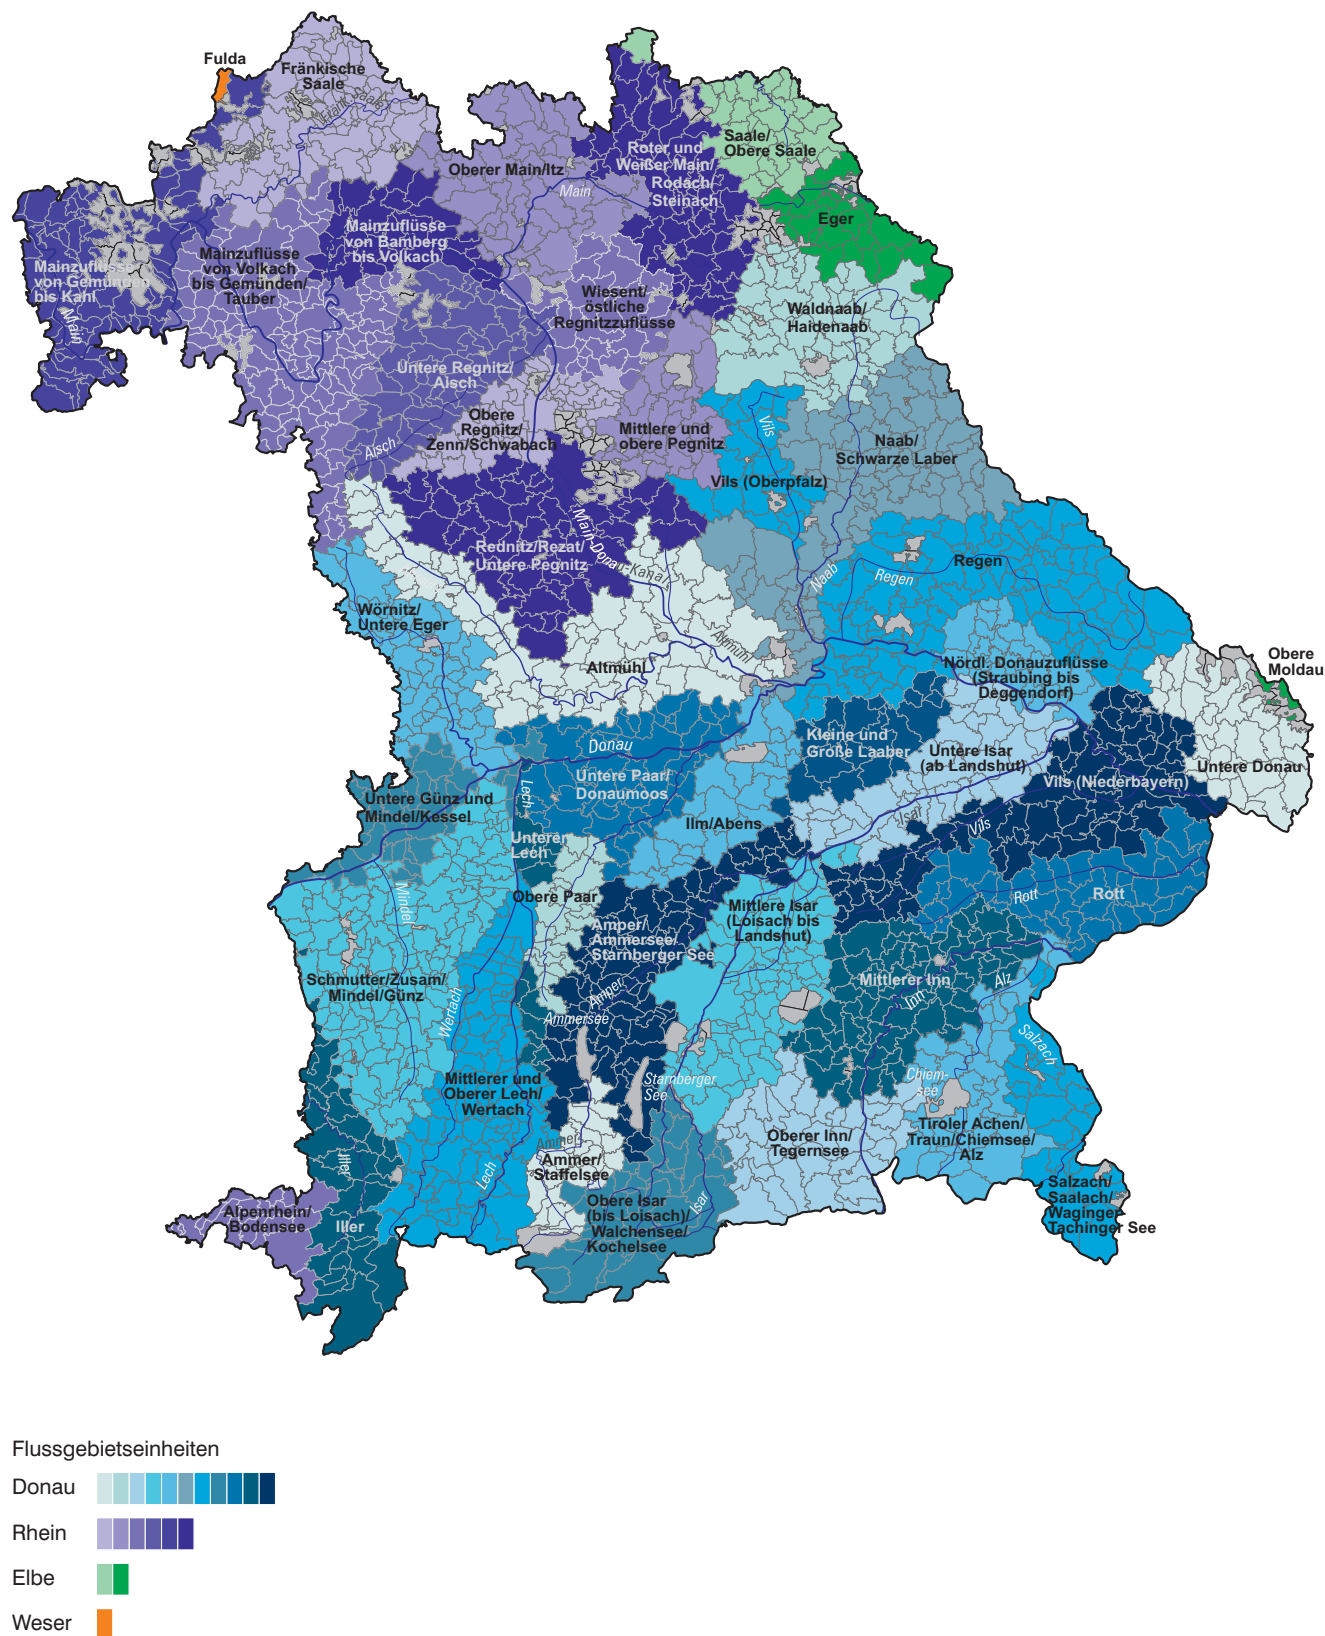 Fulda
Fränkische
Saale
Fränk. Saale
Saale/
Obere Saale
Roter und
Weißer Main/
Rodach/
Steinach
Oberer Main/Itz
Main
Eger
Mainzuflüsse
von Bamberg
bis Volkach
Mainzuflüsse
von Volkach
bis Gemünden/
Tauber
Mainzuflüsse
von Gemünden
bis Kahl
Main
Wiesent/
östliche
Regnitzzuflüsse
Waldnaab/
Haidenaab
Untere Regnitz/
Aisch
Obere
Regnitz/
Zenn/Schwabach
Mittlere und
obere Pegnitz
Vils
Naab/
Schwarze Laber
Aisch
Vils (Oberpfalz)
Main-Donau-Kanal
Rednitz/Rezat/
Untere Pegnitz
Regen
Regen
Naab
Wörnitz/
Untere Eger
Altmühl
Altmühl
Nördl. Donauzuflüsse
(Straubing bis
Deggendorf)
Obere
Moldau
Donau
Kleine und
Große Laaber
Untere Isar
(ab Landshut)
Untere Donau
Untere Paar/
Donaumoos
Vils (Niederbayern)
Untere Günz und
Mindel/Kessel
Lech
Ilm/Abens
Isar
Vils
Unterer
Lech
Mindel
Obere Paar
Mittlere Isar
(Loisach bis
Landshut)
Rott
Rott
Amper/
Ammersee/
Starnberger See
Schmutter/Zusam/
Mindel/Günz
Mittlerer Inn
Alz
Inn
Wertach
Amper
Ammersee
Salzach
Mittlerer und
Oberer Lech/
Wertach
Starnberger
See
Chiem-
see
Tiroler Achen/
Traun/Chiemsee/
Alz
Oberer Inn/
Tegernsee
Ammer
Ammer/
Staffelsee
Iller
Lech
Isar
Salzach/
Saalach/
Waginger-
Tachinger See
Alpenrhein/
Bodensee
Iller
Obere Isar
(bis Loisach)/
Walchensee/
Kochelsee
Flussgebietseinheiten
Donau
Rhein
Elbe
Weser